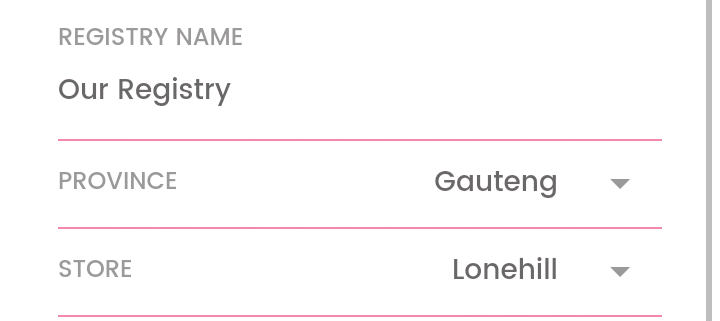 REGISTRY NAME
Our Registry
PROVINCE Gauteng
STORE Lonehill